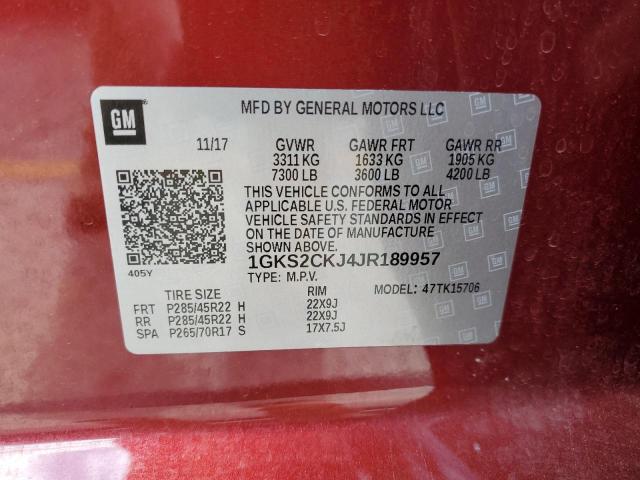 GM
MFD BY GENERAL MOTORS LLC
11/17 GVWR GAWR FRT GAWR RR
3311 KG 1633 KG 1905 KG
7300 LB 3600 LB 4200 LB
THIS VEHICLE CONFORMS TO ALL
APPLICABLE U.S. FEDERAL MOTOR
VEHICLE SAFETY STANDARDS IN EFFECT
ON THE DATE OF MANUFACTURE
SHOWN ABOVE.
405Y
1GKS2CKJ4JR189957
TYPE: M.P.V. MODEL: 47TK15706
TIRE SIZE RIM
FRT P285/45R22 H 22X9J
RR P285/45R22 H 22X9J
SPA P265/70R17 S 17X7.5J